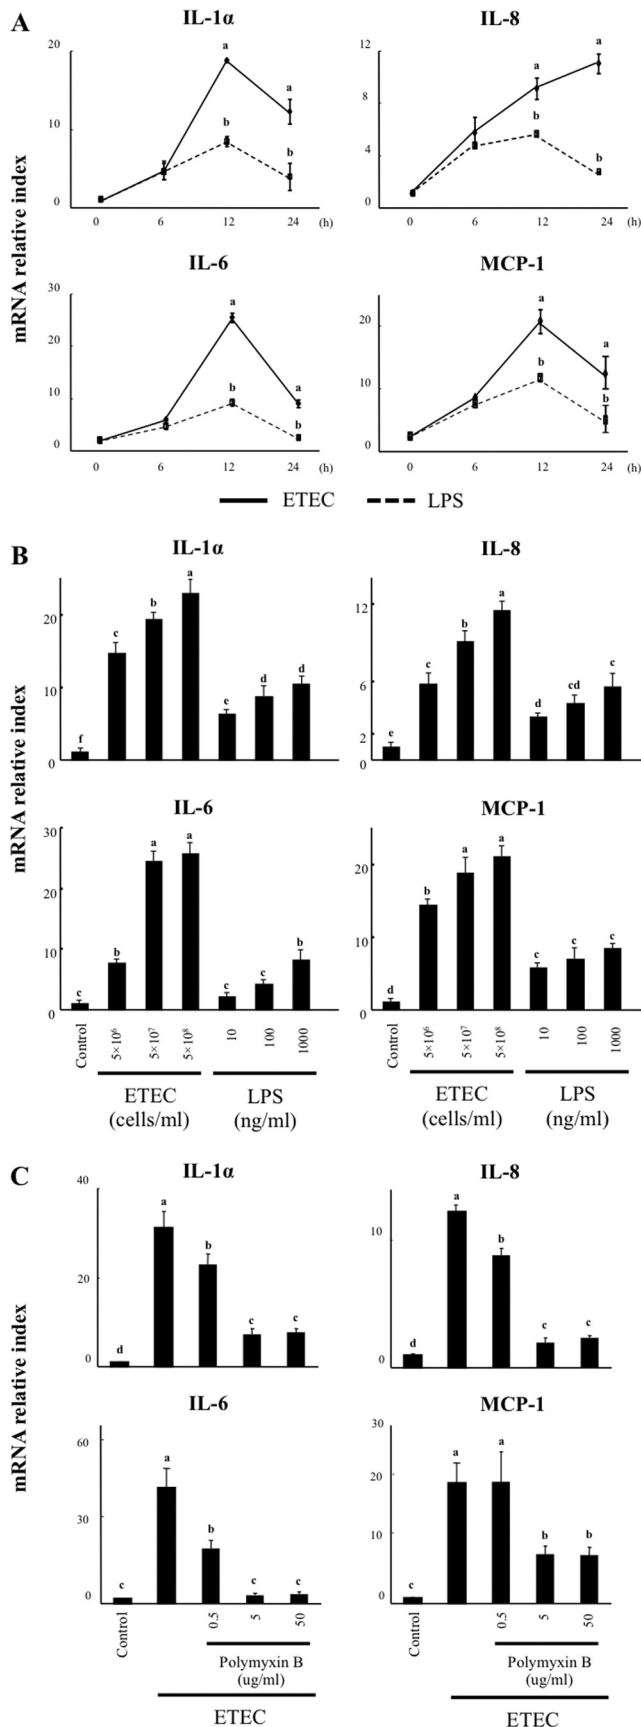 A
IL-1α
IL-8
mRNA relative index
20
10
0
a
a
b
b
0 6 12 24 (h)
12
8
4
0
a
a
b
b
0 6 12 24 (h)
IL-6
MCP-1
30
20
10
0
a
a
b
b
0 6 12 24 (h)
20
10
0
a
a
b
b
0 6 12 24 (h)
ETEC LPS
B
IL-1α
IL-8
mRNA relative index
20
10
0
f c b a e d d
12
6
2
0
e c b a d cd c
IL-6
MCP-1
30
20
10
0
c b a a c c b
20
10
0
d b a a c c c
Control 5×10⁶ 5×10⁷ 5×10⁸ 10 100 1000
ETEC (cells/ml)
LPS (ng/ml)
Control 5×10⁶ 5×10⁷ 5×10⁸ 10 100 1000
ETEC (cells/ml)
LPS (ng/ml)
C
IL-1α
IL-8
mRNA relative index
40
20
0
d a b c c
10
0
d a b c c
IL-6
MCP-1
60
30
0
c a b c c
30
20
10
0
c a a b b
Control 0.5 5 50
Polymyxin B
(ug/ml)
ETEC
Control 0.5 5 50
Polymyxin B
(ug/ml)
ETEC